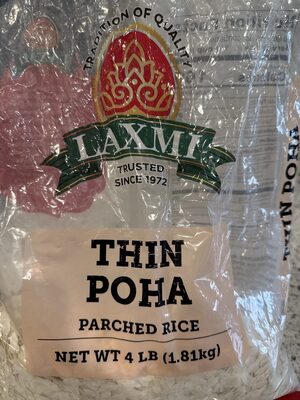 TRADITION OF QUALITY
LAXMI
TRUSTED
SINCE 1972
THIN
POHA
PARCHED RICE
NET WT 4 LB (1.81kg)
THIN POHA